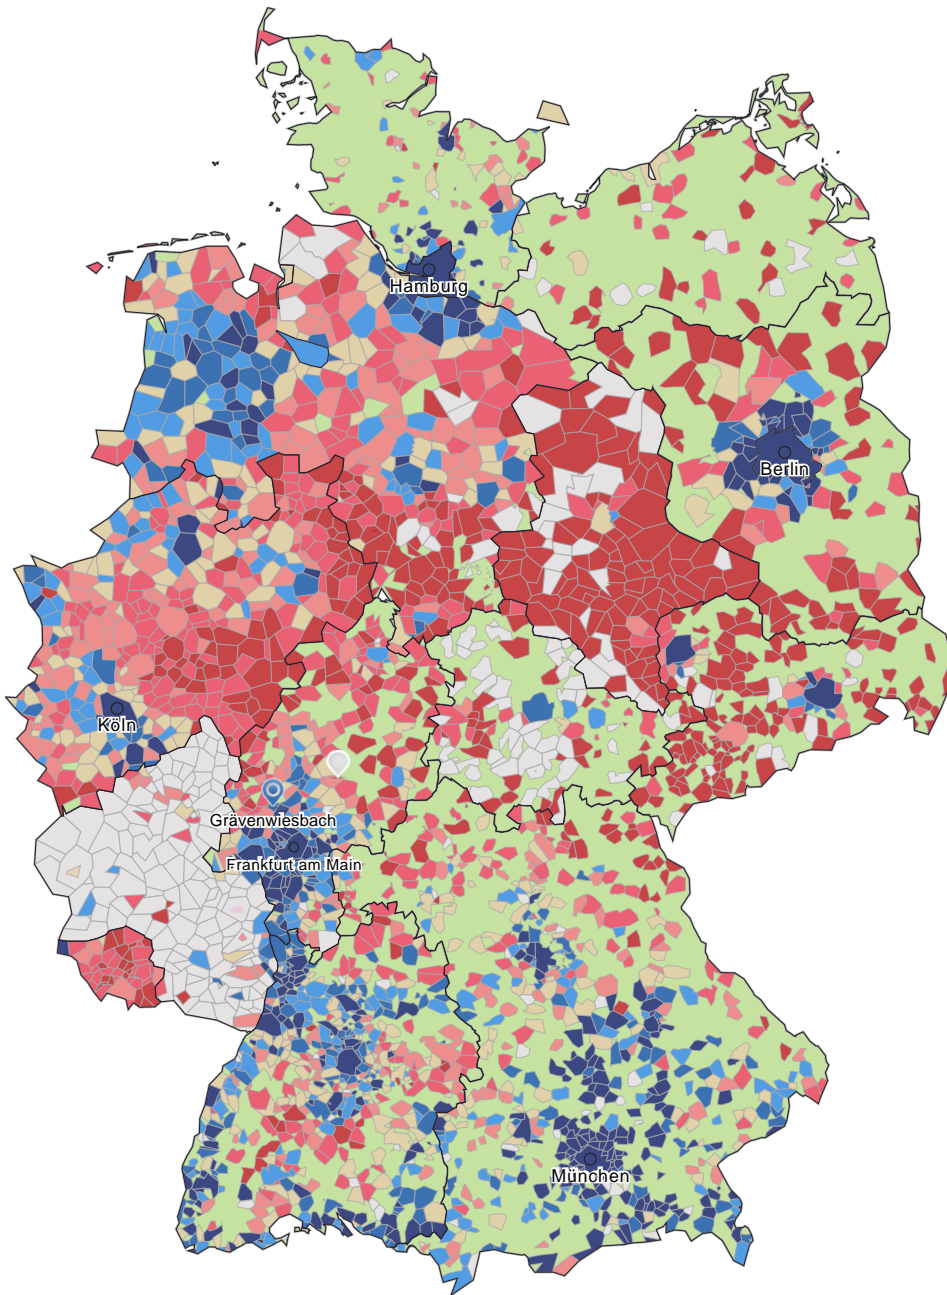 Hamburg
Berlin
Köln
Grävenwiesbach
Frankfurt am Main
München